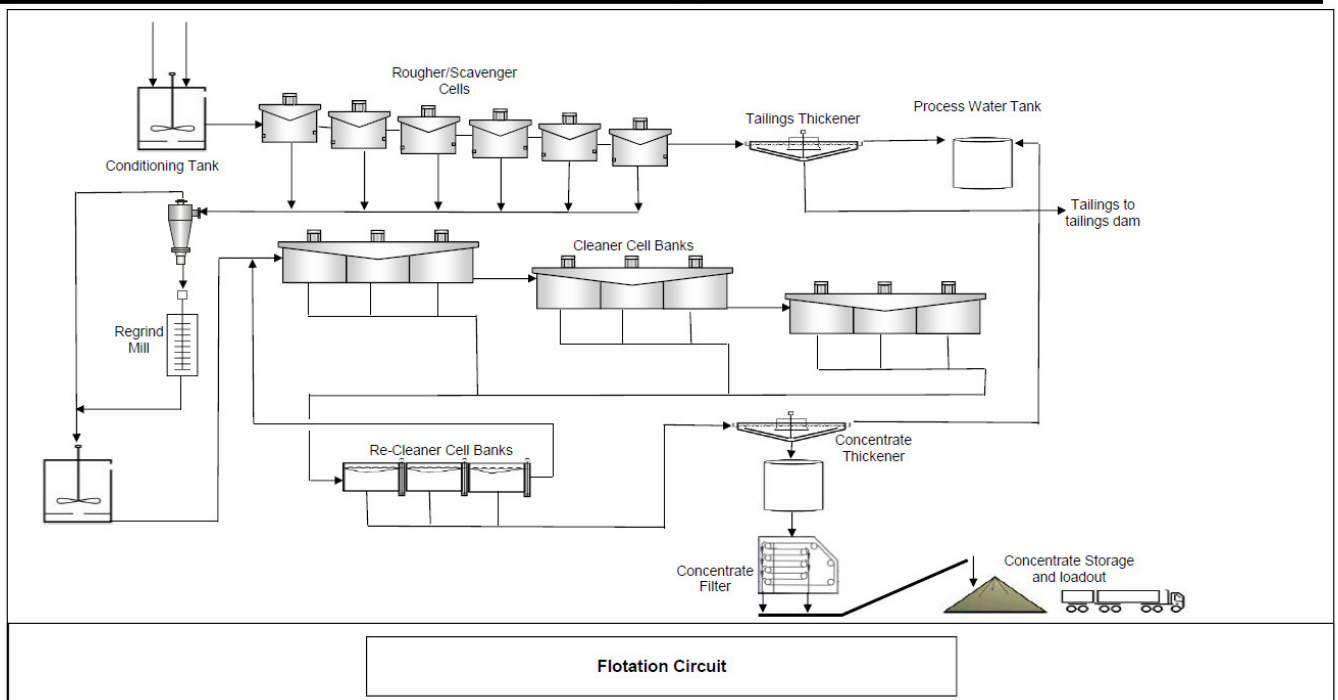 Rougher/Scavenger
Cells
Process Water Tank
Tailings Thickener
Conditioning Tank
Tailings to
tailings dam
Cleaner Cell Banks
Regrind
Mill
Re-Cleaner Cell Banks
Concentrate
Thickener
Concentrate
Filter
Concentrate Storage
and loadout
Flotation Circuit